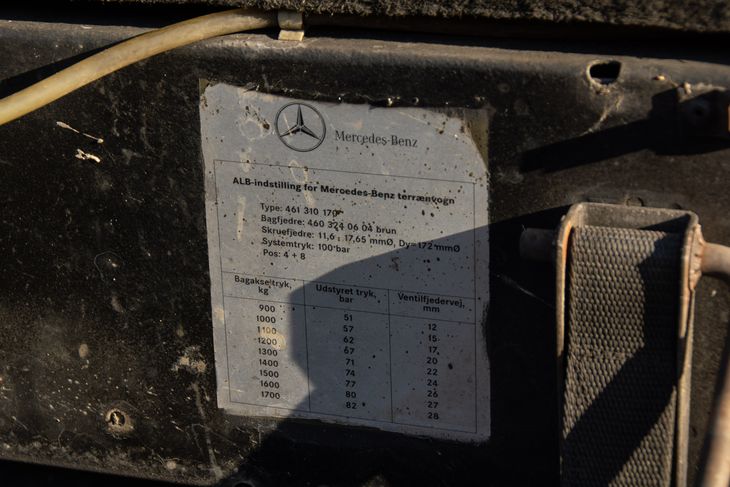 Mercedes-Benz
ALB-indstilling for Mercedes-Benz terrænvogn
Type: 461 310 170
Bagfjedre: 460 324 06 04 brun
Skruefjedre: 11,6 : 17,65 mmØ, Dy=172 mmØ
Systemtryk: 100 bar
Pos: 4 + 8
Bagakseltryk, kg Udstyret tryk, bar Ventilfjedervej, mm
900 51 12
1000 57 15
1100 62 17
1200 67 20
1300 71 22
1400 74 24
1500 77 26
1600 80 27
1700 82 28